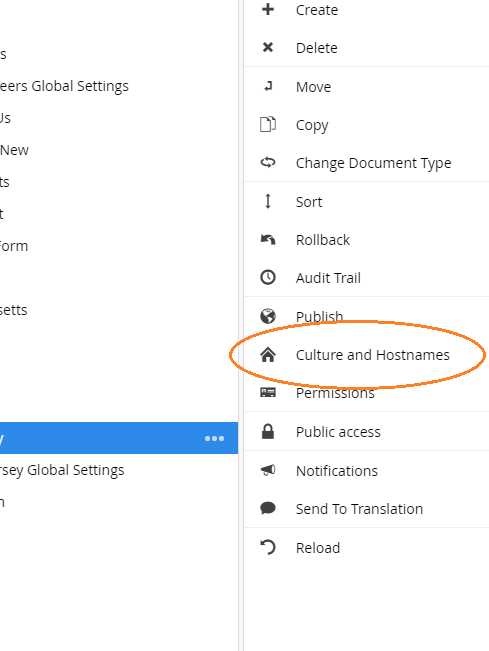 Create
Delete
Move
Copy
Change Document Type
Sort
Rollback
Audit Trail
Publish
Culture and Hostnames
Permissions
Public access
Notifications
Send To Translation
Reload
s
eers Global Settings
Us
New
ts
t
Form
setts
y
rsey Global Settings
n